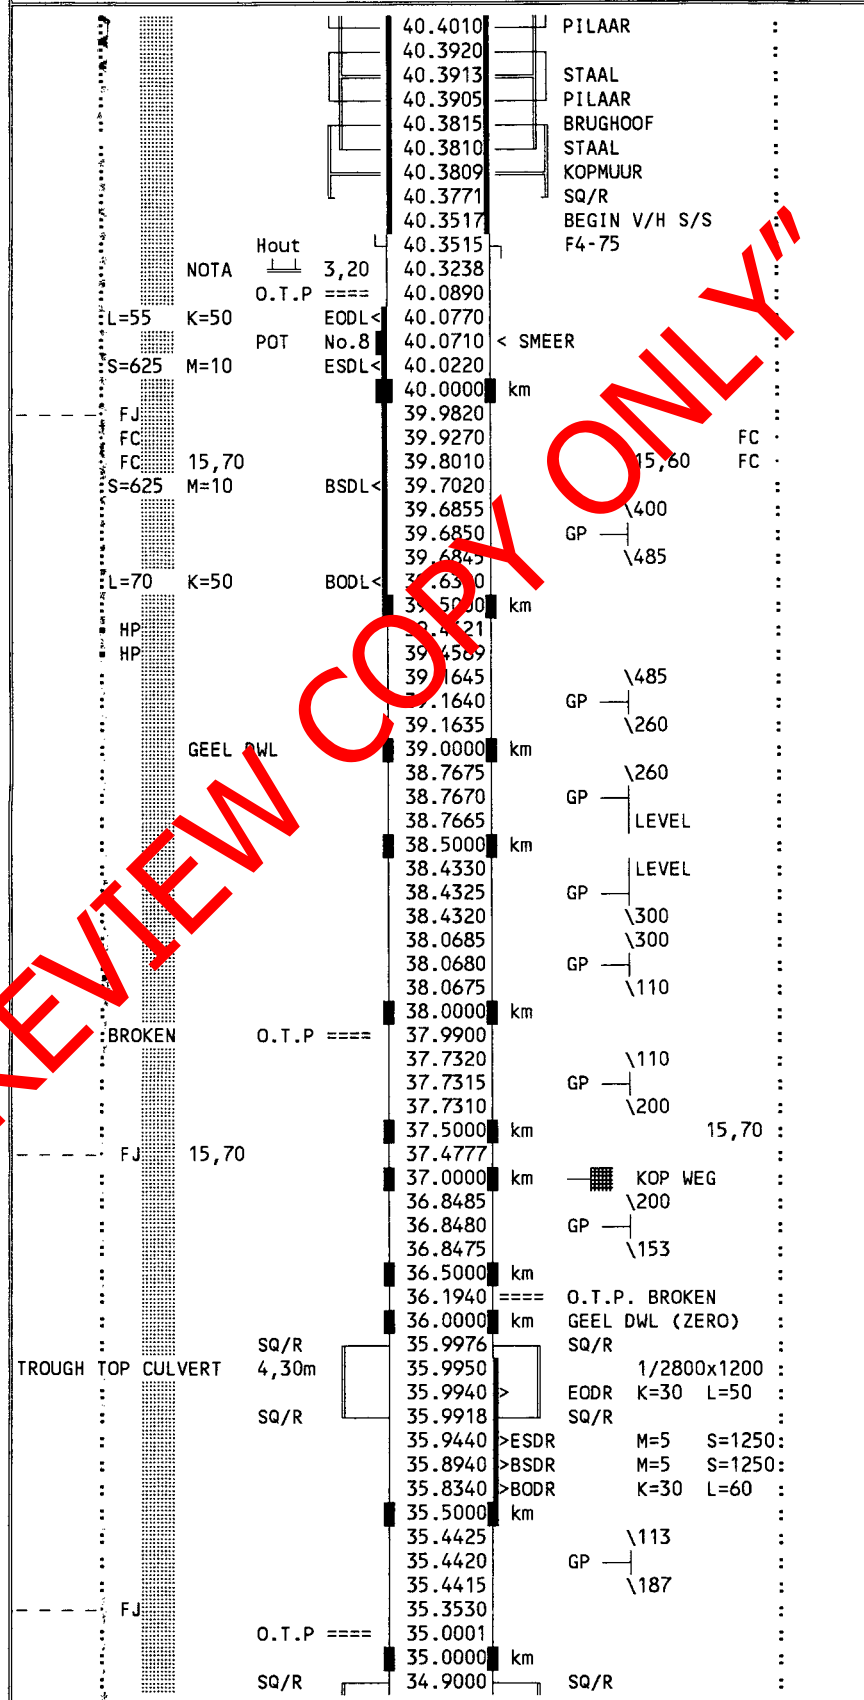 40.4010 PILAAR
40.3920
40.3913 STAAL
40.3905 PILAAR
40.3815 BRUGHOOF
40.3810 STAAL
40.3809 KOPMUUR
40.3771 SQ/R
40.3517 BEGIN V/H S/S
Hout 40.3515 F4-75
NOTA 3,20 40.3238
O.T.P ==== 40.0890
L=55 K=50 EODL< 40.0770
POT No.8 40.0710 < SMEER
S=625 M=10 ESDL< 40.0220
40.0000 km
FJ 39.9820
FC 39.9270 FC
FC 15,70 39.8010 15,60 FC
S=625 M=10 BSDL< 39.7020
39.6855 \400
39.6850 GP
39.6845 \485
L=70 K=50 BODL<
39.5000 km
HP
HP 39.4589
39.1645 \485
39.1640 GP
39.1635 \260
GEEL DWL 39.0000 km
38.7675 \260
38.7670 GP
38.7665 LEVEL
38.5000 km
38.4330 LEVEL
38.4325 GP
38.4320 \300
38.0685 \300
38.0680 GP
38.0675 \110
38.0000 km
BROKEN O.T.P ==== 37.9900
37.7320 \110
37.7315 GP
37.7310 \200
37.5000 km 15,70
FJ 15,70 37.4777
37.0000 km KOP WEG
36.8485 \200
36.8480 GP
36.8475 \153
36.5000 km
36.1940 ==== O.T.P. BROKEN
36.0000 km GEEL DWL (ZERO)
SQ/R 35.9976 SQ/R
TROUGH TOP CULVERT 4,30m 35.9950 1/2800x1200
35.9940 > EODR K=30 L=50
SQ/R 35.9918 SQ/R
35.9440 >ESDR M=5 S=1250
35.8940 >BSDR M=5 S=1250
35.8340 >BODR K=30 L=60
35.5000 km
35.4425 \113
35.4420 GP
35.4415 \187
FJ 35.3530
O.T.P ==== 35.0001
35.0000 km
SQ/R 34.9000 SQ/R
REVIEW COPY ONLY”